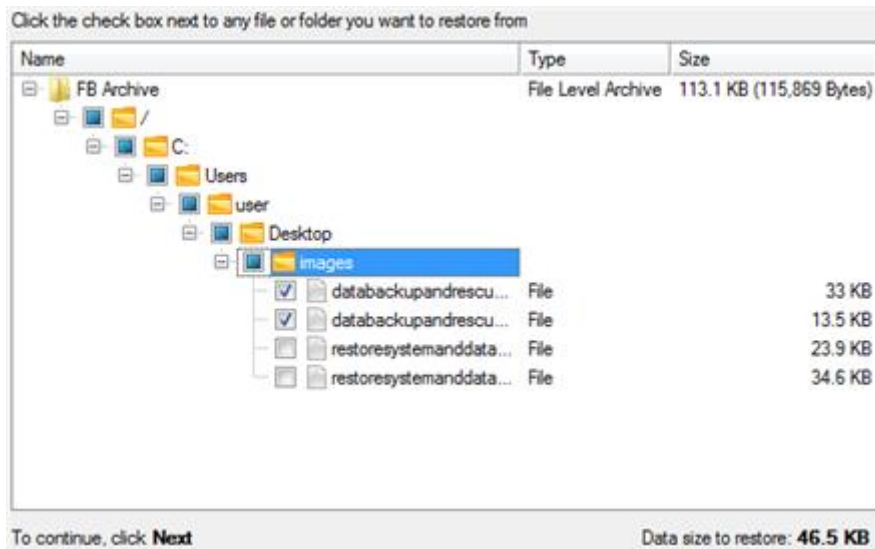 Click the check box next to any file or folder you want to restore from
Name Type Size
FB Archive File Level Archive 113.1 KB (115,869 Bytes)
/
C:
Users
user
Desktop
images
databackupandrescu... File 33 KB
databackupandrescu... File 13.5 KB
restoresystemanddata... File 23.9 KB
restoresystemanddata... File 34.6 KB
To continue, click Next Data size to restore: 46.5 KB